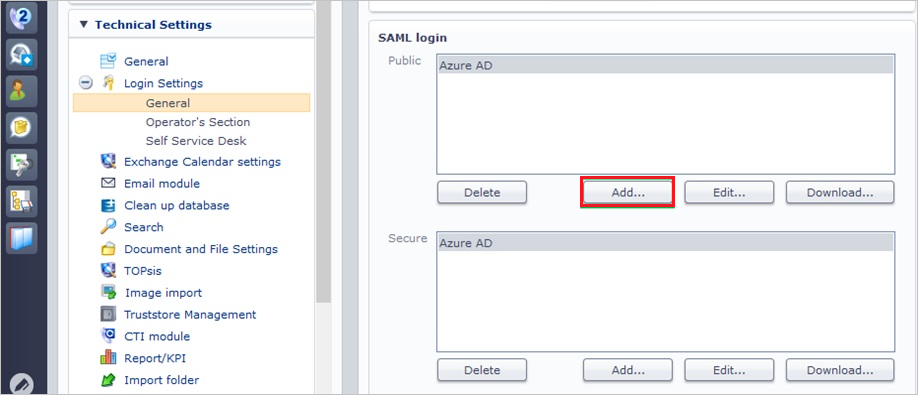 Technical Settings
General
Login Settings
General
Operator's Section
Self Service Desk
Exchange Calendar settings
Email module
Clean up database
Search
Document and File Settings
TOPsis
Image import
Truststore Management
CTI module
Report/KPI
Import folder
SAML login
Public
Azure AD
Delete Add... Edit... Download...
Secure
Azure AD
Delete Add... Edit... Download...
2